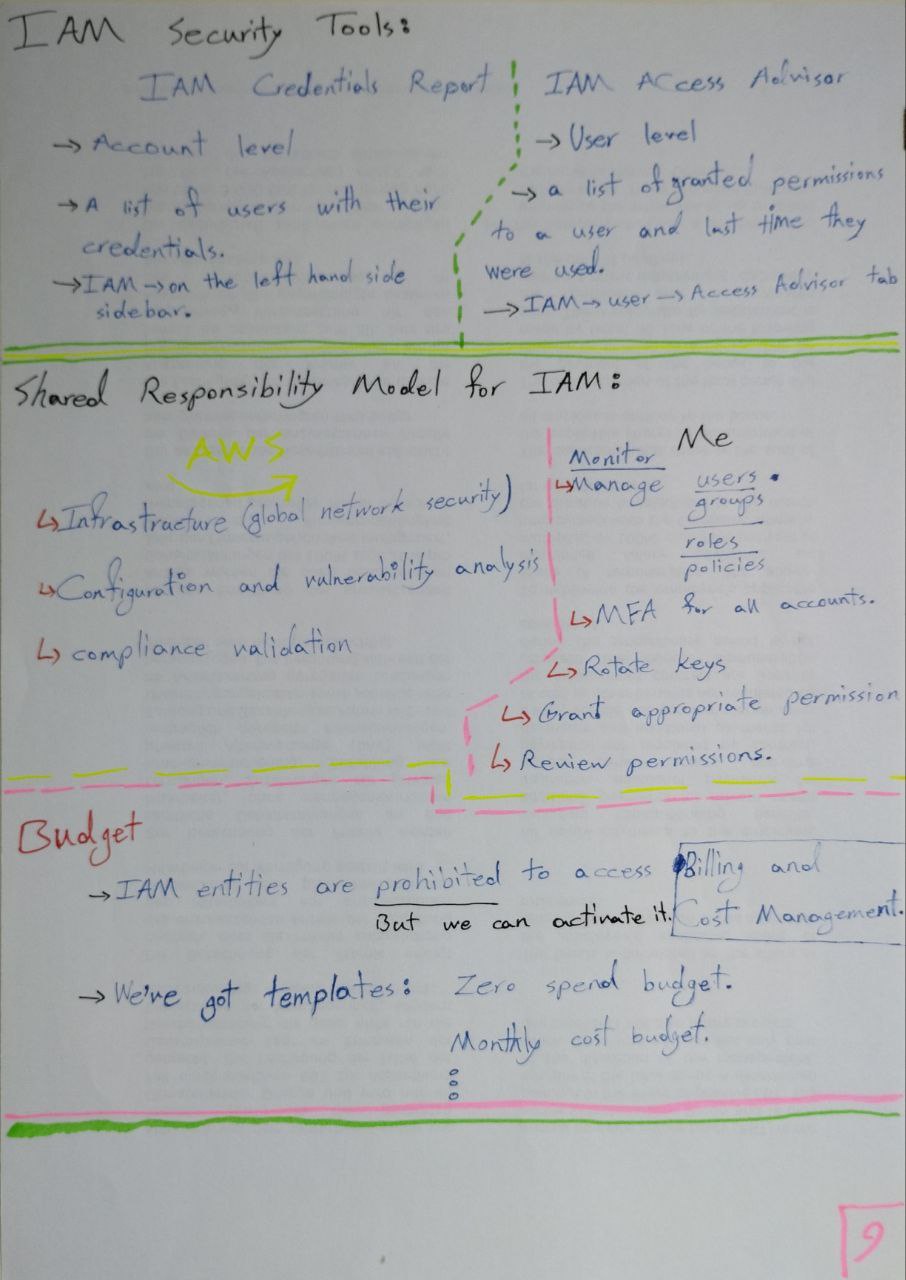 IAM Security Tools:
IAM Credentials Report
→ Account level
→ A list of users with their
credentials.
→ IAM → on the left hand side
sidebar.
IAM Access Advisor
→ User level
→ a list of granted permissions
to a user and last time they
were used.
→ IAM → user → Access Advisor tab
Shared Responsibility Model for IAM:
AWS
↳ Infrastructure (global network security)
↳ Configuration and vulnerability analysis
↳ compliance validation
Me
Monitor
↳ Manage users.
groups
roles
policies
↳ MFA for all accounts.
↳ Rotate keys
↳ Grant appropriate permission
↳ Review permissions.
Budget
→ IAM entities are prohibited to access Billing and
But we can activate it. Cost Management.
→ We've got templates: Zero spend budget.
Monthly cost budget.
9